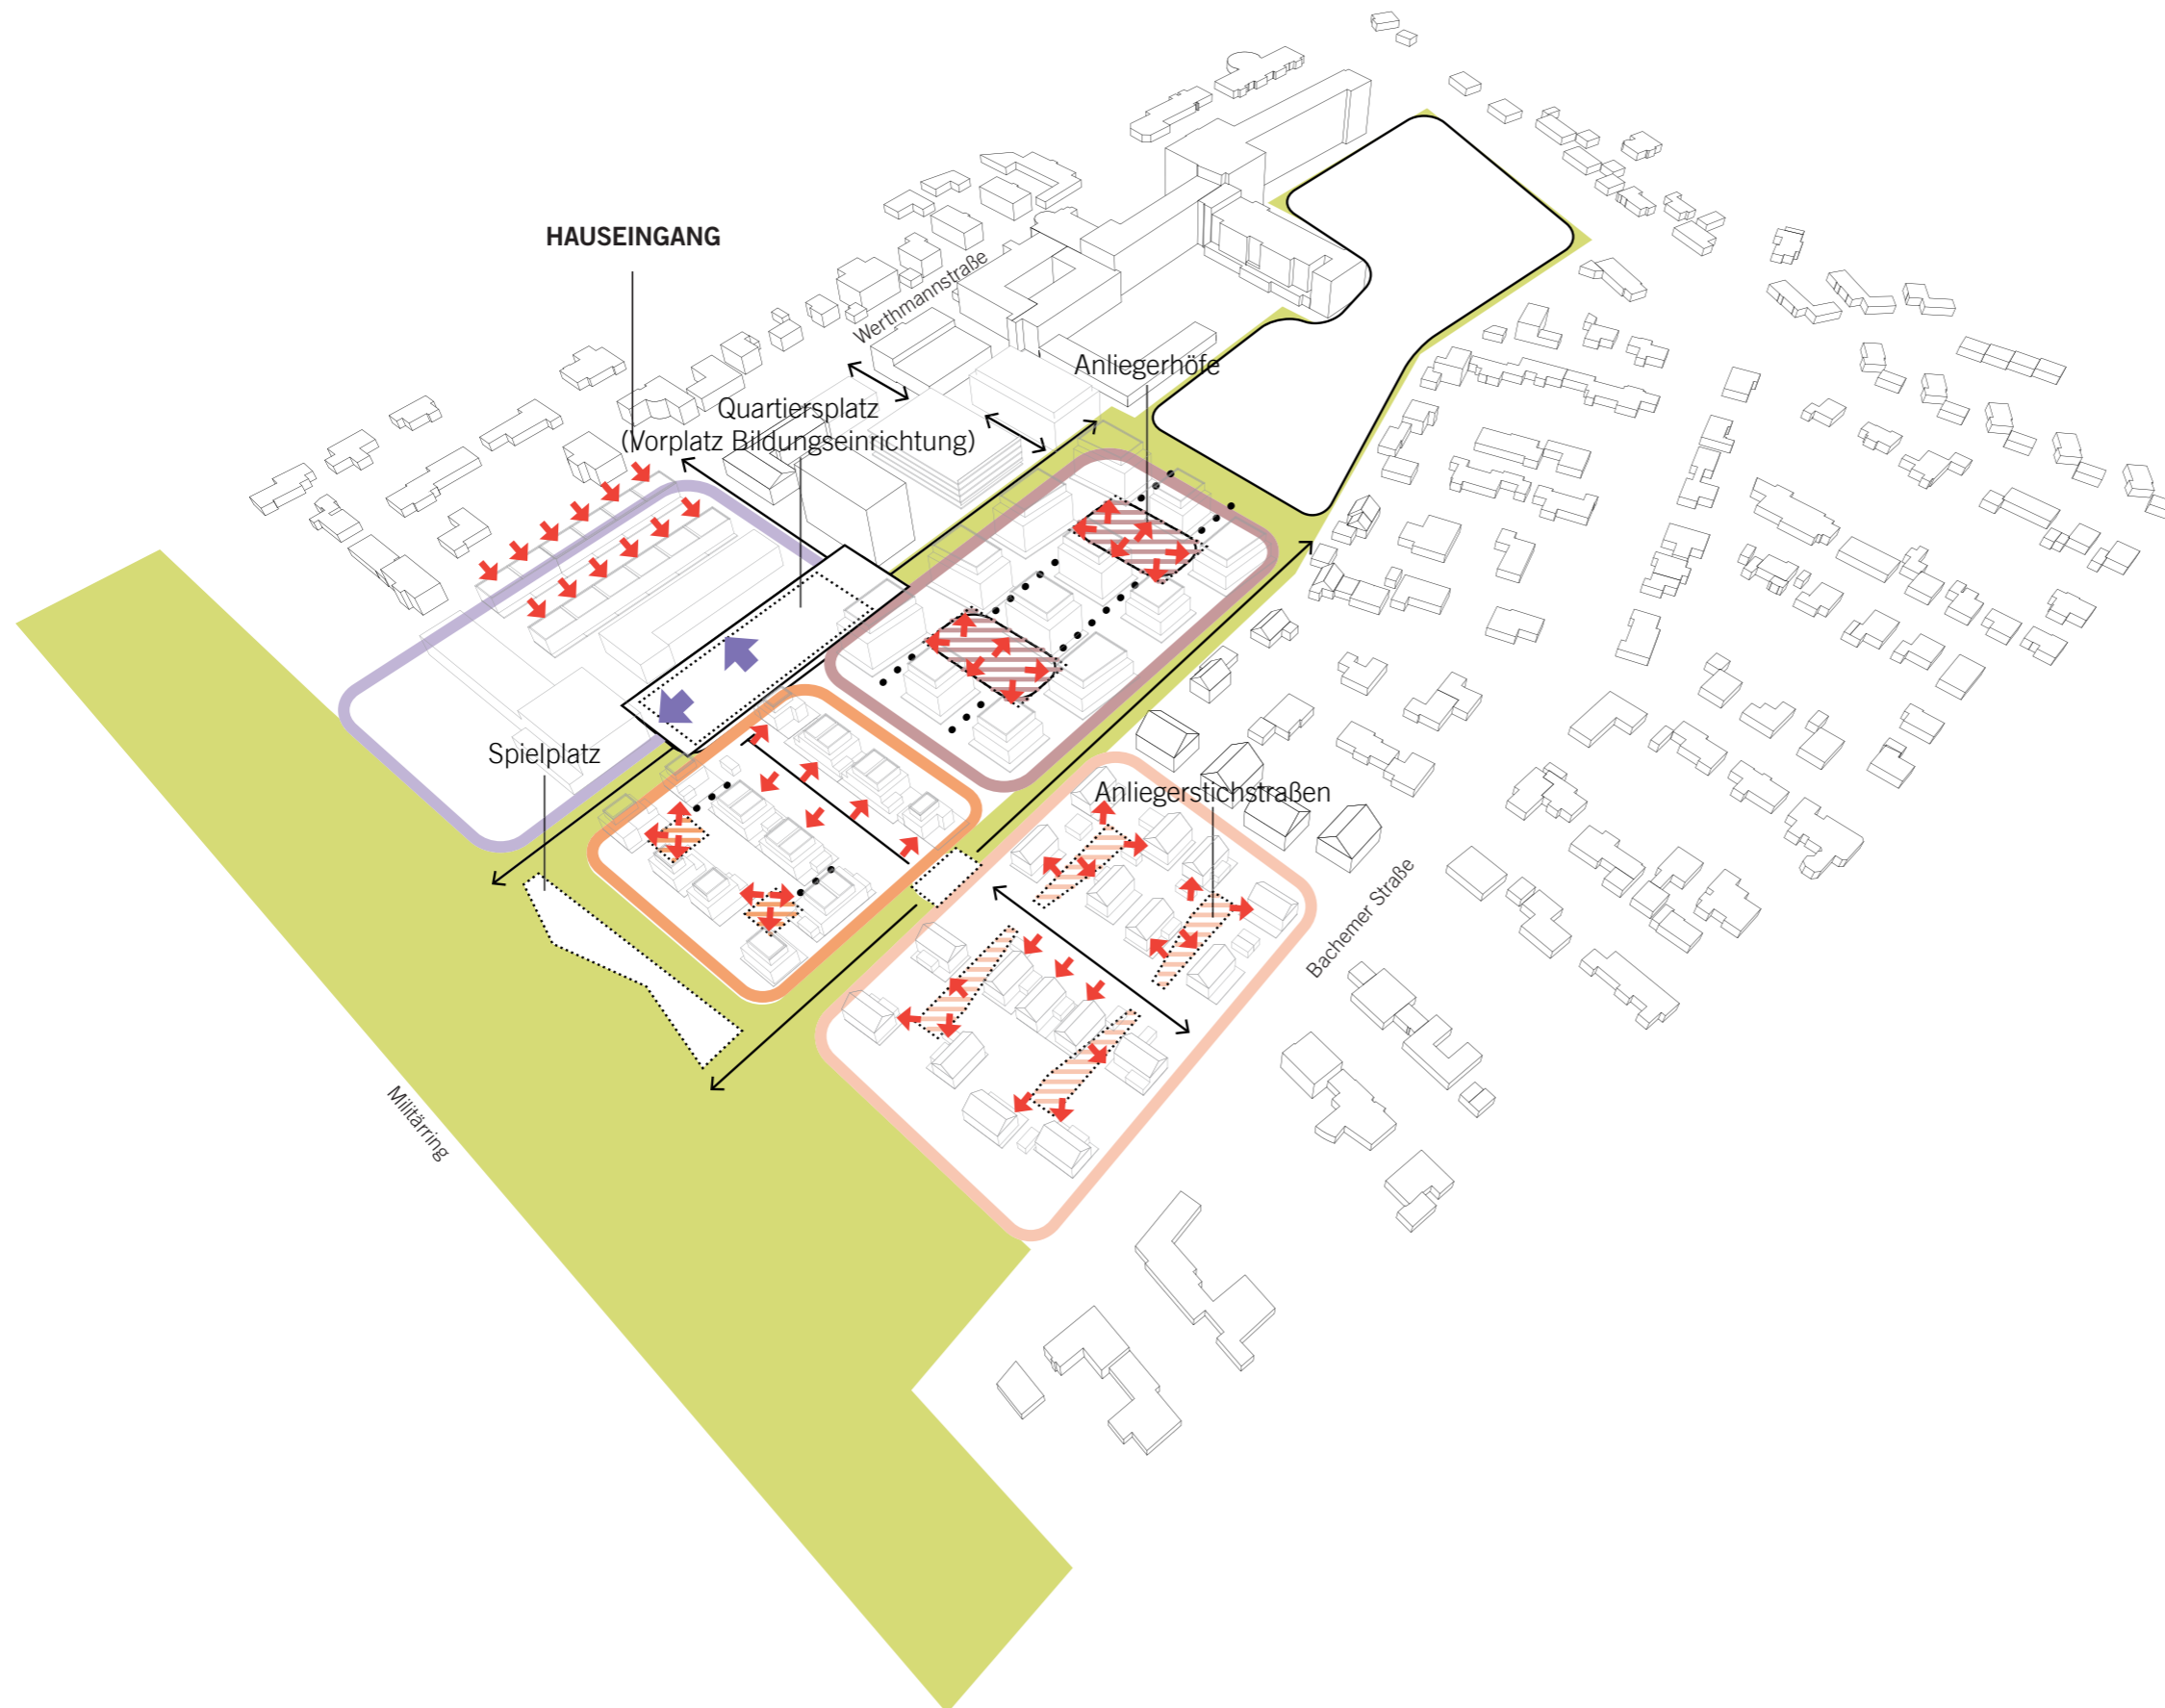 HAUSEINGANG
Werthmannstraße
Anliegerhöfe
Quartiersplatz
(Vorplatz Bildungseinrichtung)
Spielplatz
Anliegerstichstraßen
Bachemer Straße
Militärring